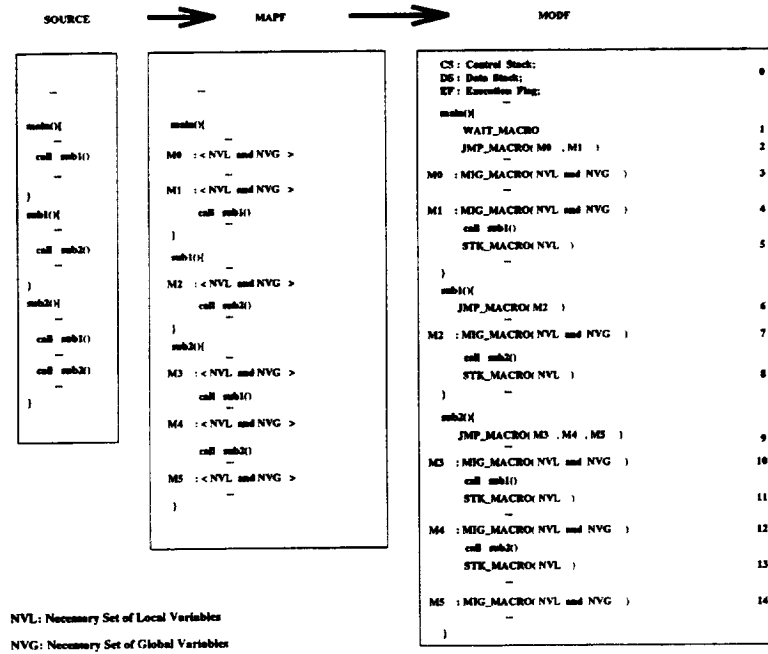 SOURCE
MAPF
MODF
main(){
call sub1()
}
sub1(){
call sub2()
}
sub2(){
call sub1()
call sub2()
}
main(){
M0 : < NVL and NVG >
M1 : < NVL and NVG >
call sub1()
}
sub1(){
M2 : < NVL and NVG >
call sub2()
}
sub2(){
M3 : < NVL and NVG >
call sub1()
M4 : < NVL and NVG >
call sub2()
M5 : < NVL and NVG >
}
CS : Control Stack; 0
DS : Data Stack;
EF : Execution Flag;
main(){
WAIT_MACRO 1
JMP_MACRO( M0 , M1 ) 2
M0 : MIG_MACRO( NVL and NVG ) 3
M1 : MIG_MACRO( NVL and NVG ) 4
call sub1()
STK_MACRO( NVL ) 5
}
sub1(){
JMP_MACRO( M2 ) 6
M2 : MIG_MACRO( NVL and NVG ) 7
call sub2()
STK_MACRO( NVL ) 8
}
sub2(){
JMP_MACRO( M3 , M4 , M5 ) 9
M3 : MIG_MACRO( NVL and NVG ) 10
call sub1()
STK_MACRO( NVL ) 11
M4 : MIG_MACRO( NVL and NVG ) 12
call sub2()
STK_MACRO( NVL ) 13
M5 : MIG_MACRO( NVL and NVG ) 14
}
NVL: Necessary Set of Local Variables
NVG: Necessary Set of Global Variables